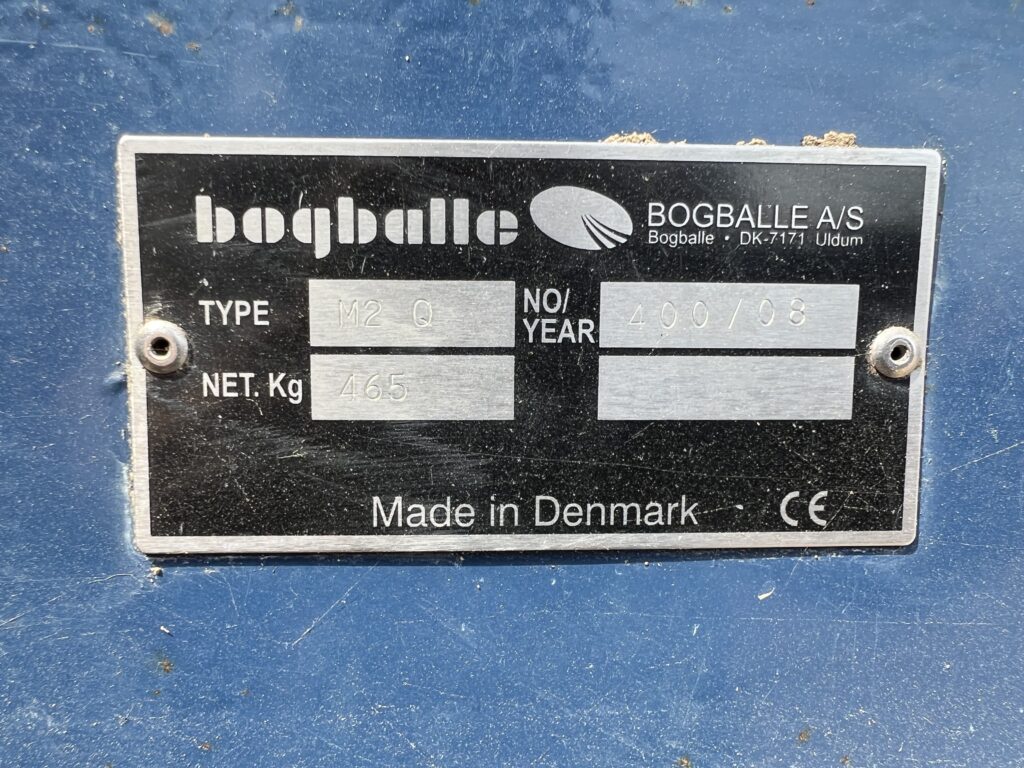 bogballe
BOGBALLE A/S
Bogballe • DK-7171 Uldum
TYPE M2 Q NO/
YEAR 400/08
NET. Kg 465
Made in Denmark CE